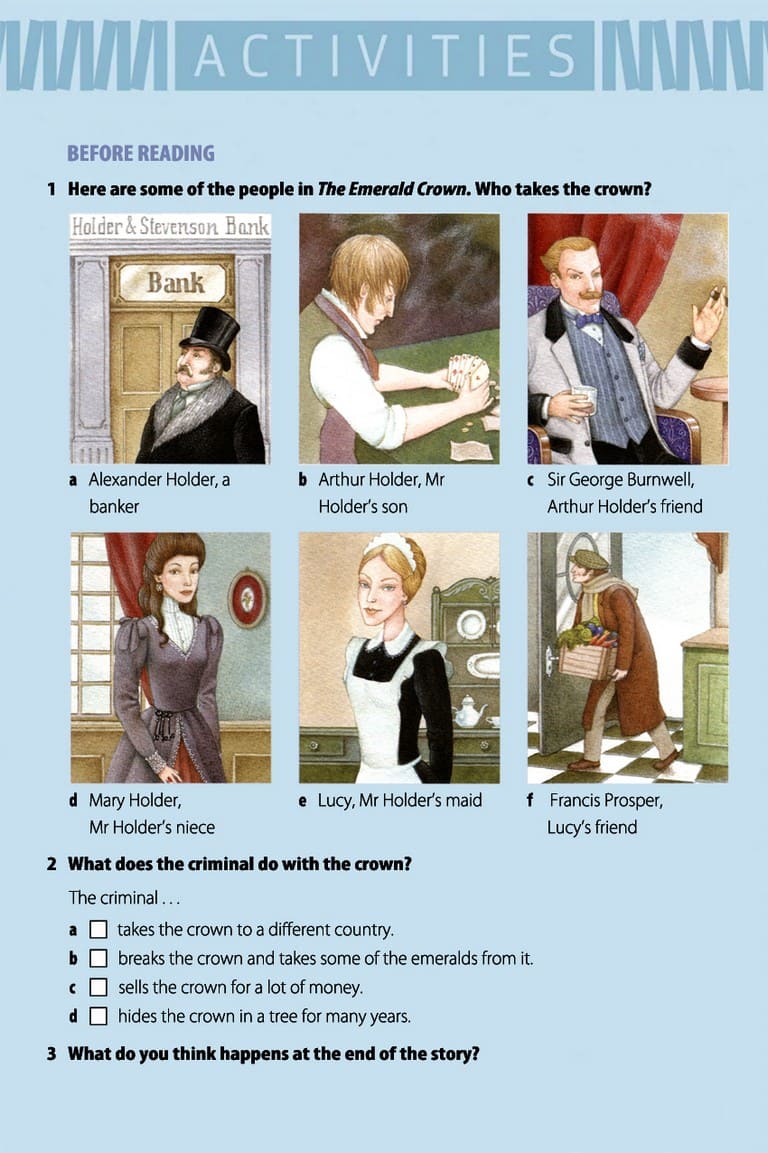 ACTIVITIES
BEFORE READING
1 Here are some of the people in The Emerald Crown. Who takes the crown?
Holder & Stevenson Bank
Bank
a Alexander Holder, a
banker
b Arthur Holder, Mr
Holder's son
c Sir George Burnwell,
Arthur Holder's friend
d Mary Holder,
Mr Holder's niece
e Lucy, Mr Holder's maid
f Francis Prosper,
Lucy's friend
2 What does the criminal do with the crown?
The criminal ...
a takes the crown to a different country.
b breaks the crown and takes some of the emeralds from it.
c sells the crown for a lot of money.
d hides the crown in a tree for many years.
3 What do you think happens at the end of the story?